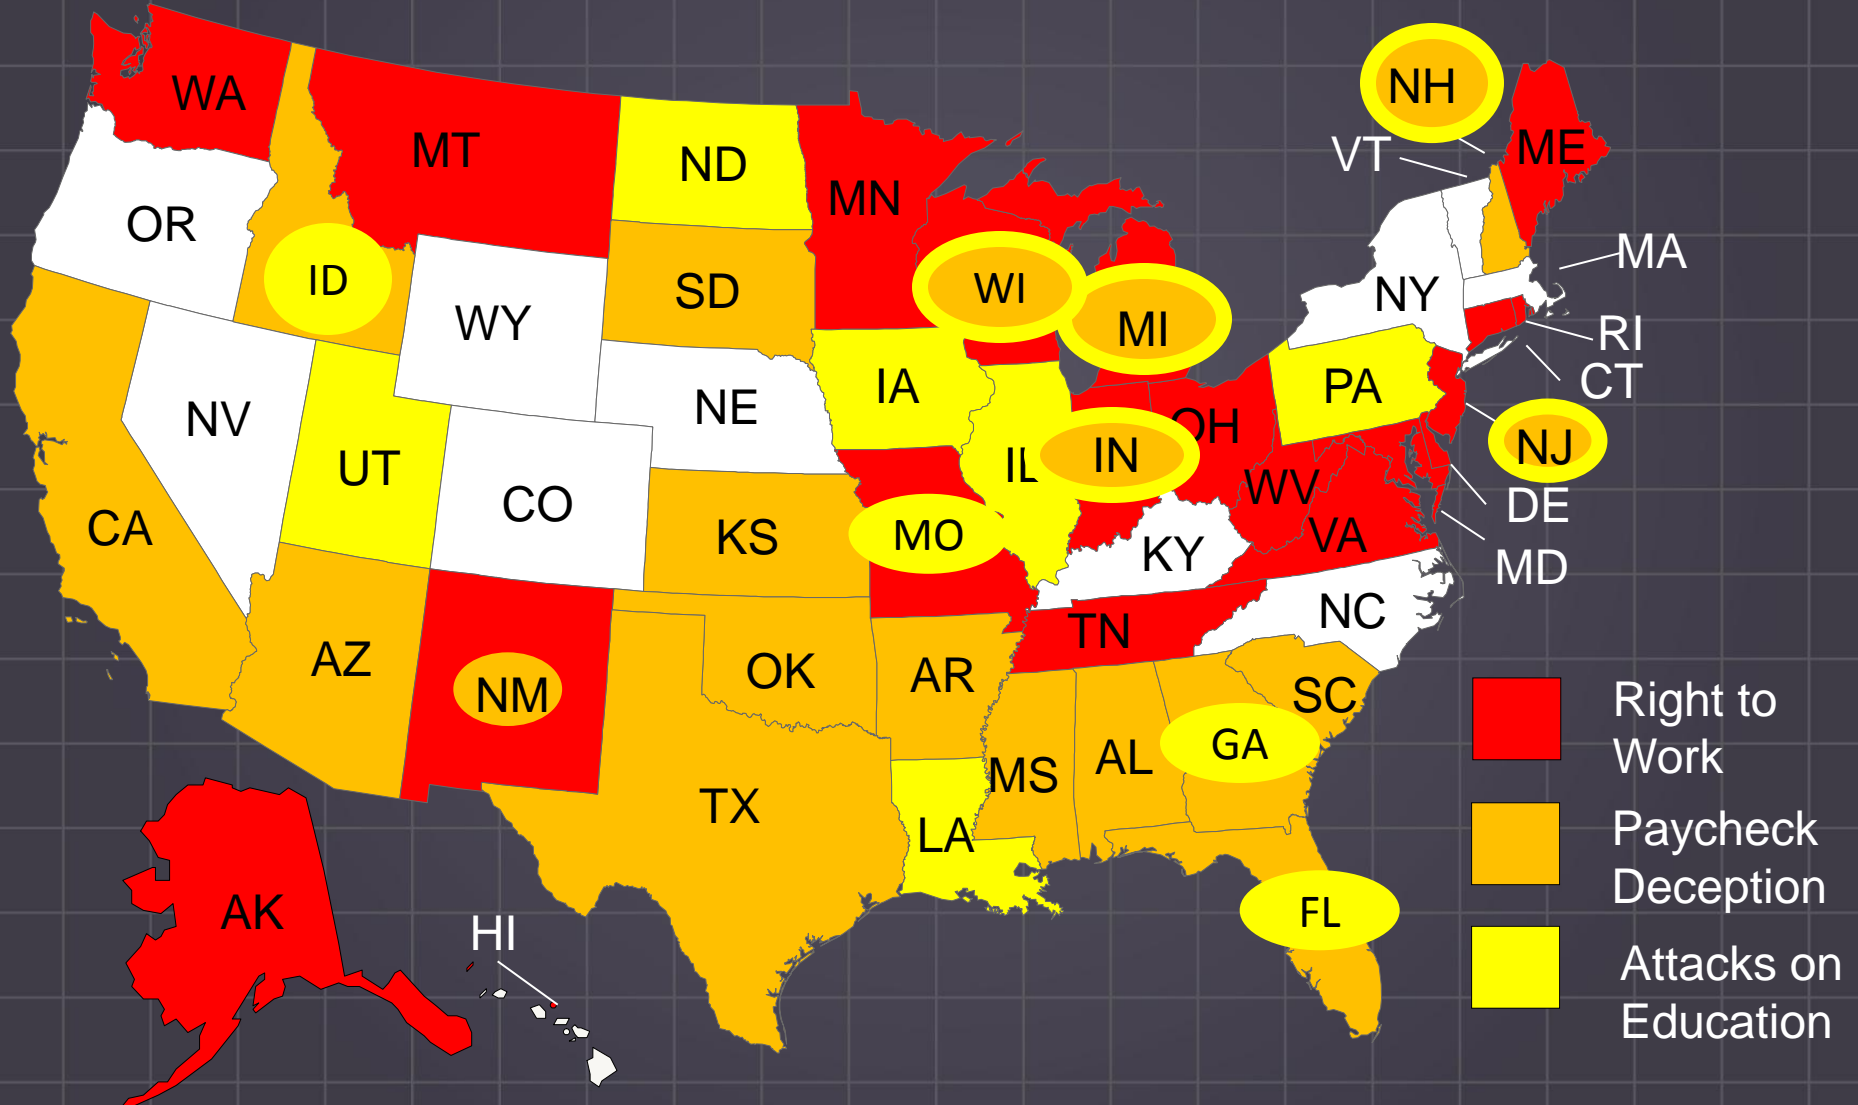 NH
WA
ME
MT
VT
ND
MN
OR
MA
ID
WI
SD
NY
MI
WY
RI
IA
PA
CT
NE
NV
OH
NJ
IN
UT
IL
WV
CO
DE
CA
KS
MO
VA
KY
MD
NC
TN
AZ
OK
AR
NM
SC
Right to
Work
GA
AL
MS
TX
LA
Paycheck
Deception
AK
FL
HI
Attacks on
Education